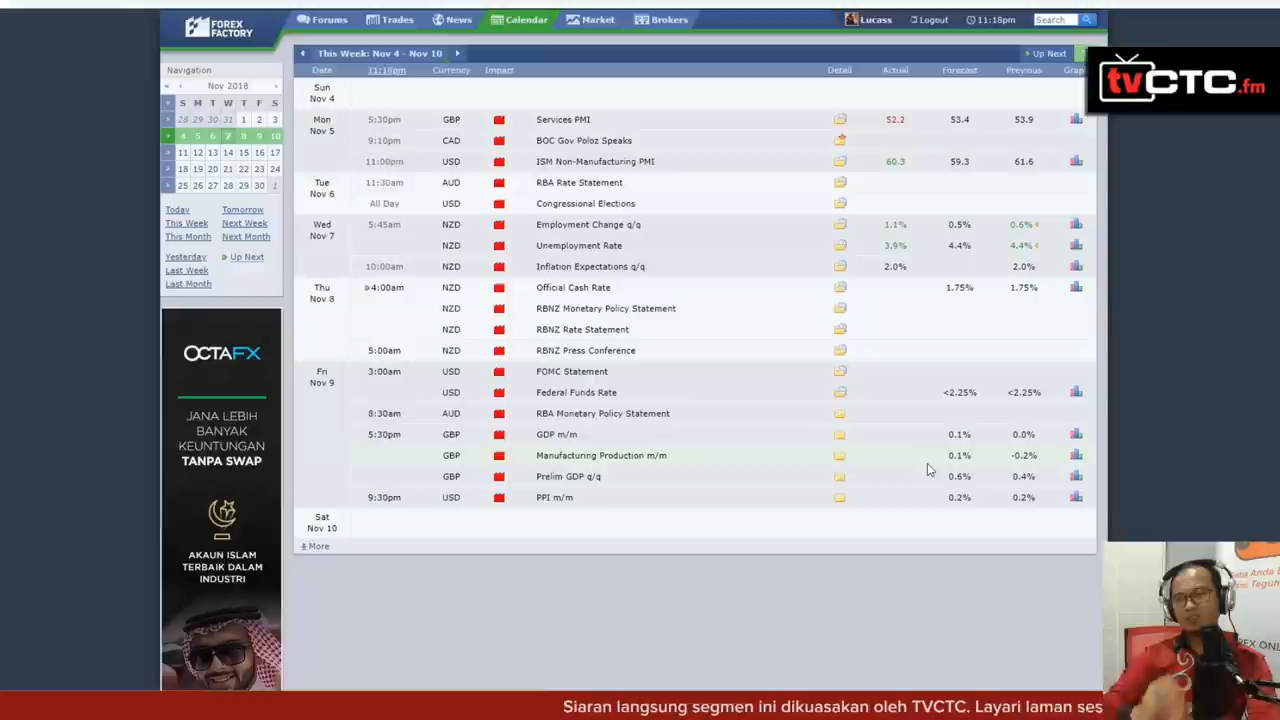 FOREX FACTORY
Forums Trades News Calendar Market Brokers
Lucass Logout 11:18pm Search
tvCTC.fm
Navigation
« ‹ Nov 2018 ›
S M T W T F S
> 28 29 30 31 1 2 3
> 4 5 6 7 8 9 10
> 11 12 13 14 15 16 17
> 18 19 20 21 22 23 24
> 25 26 27 28 29 30 1
Today Tomorrow
This Week Next Week
This Month Next Month
Yesterday Up Next
Last Week
Last Month
This Week: Nov 4 - Nov 10
Up Next
Date 11:18pm Currency Impact Detail Actual Forecast Previous Grap
Sun Nov 4
Mon Nov 5 5:30pm GBP Services PMI 52.2 53.4 53.9
9:10pm CAD BOC Gov Poloz Speaks
11:00pm USD ISM Non-Manufacturing PMI 60.3 59.3 61.6
Tue Nov 6 11:30am AUD RBA Rate Statement
All Day USD Congressional Elections
Wed Nov 7 5:45am NZD Employment Change q/q 1.1% 0.5% 0.6%
NZD Unemployment Rate 3.9% 4.4% 4.4%
10:00am NZD Inflation Expectations q/q 2.0% 2.0%
Thu Nov 8 4:00am NZD Official Cash Rate 1.75% 1.75%
NZD RBNZ Monetary Policy Statement
NZD RBNZ Rate Statement
5:00am NZD RBNZ Press Conference
Fri Nov 9 3:00am USD FOMC Statement
USD Federal Funds Rate <2.25% <2.25%
8:30am AUD RBA Monetary Policy Statement
5:30pm GBP GDP m/m 0.1% 0.0%
GBP Manufacturing Production m/m 0.1% -0.2%
GBP Prelim GDP q/q 0.6% 0.4%
9:30pm USD PPI m/m 0.2% 0.2%
Sat Nov 10
More
OCTAFX
JANA LEBIH
BANYAK
KEUNTUNGAN
TANPA SWAP
AKAUN ISLAM
TERBAIK DALAM
INDUSTRI
EX ONL
Siaran langsung segmen ini dikuasakan oleh TVCTC. Layari laman ses